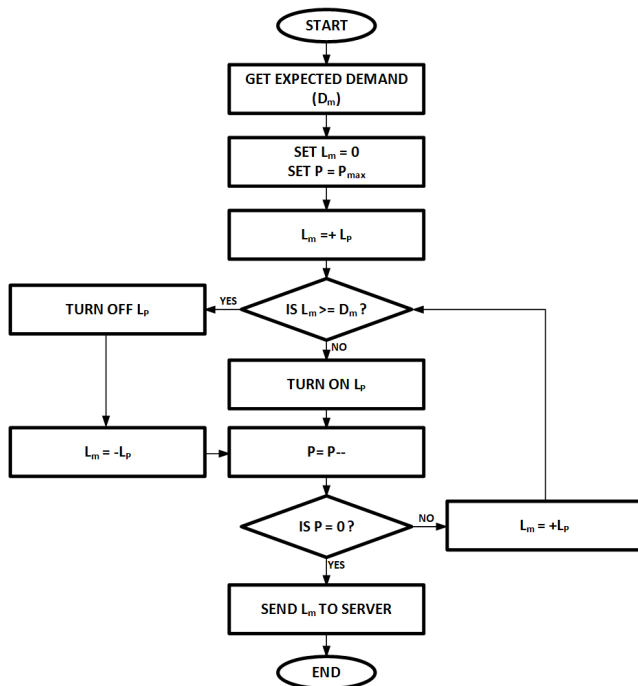 START
GET EXPECTED DEMAND
(Dₘ)
SET Lₘ = 0
SET P = Pₘₐₓ
Lₘ =+ Lₚ
IS Lₘ >= Dₘ ?
YES
TURN OFF Lₚ
NO
TURN ON Lₚ
Lₘ = -Lₚ
P= P--
IS P = 0 ?
NO
Lₘ = +Lₚ
YES
SEND Lₘ TO SERVER
END